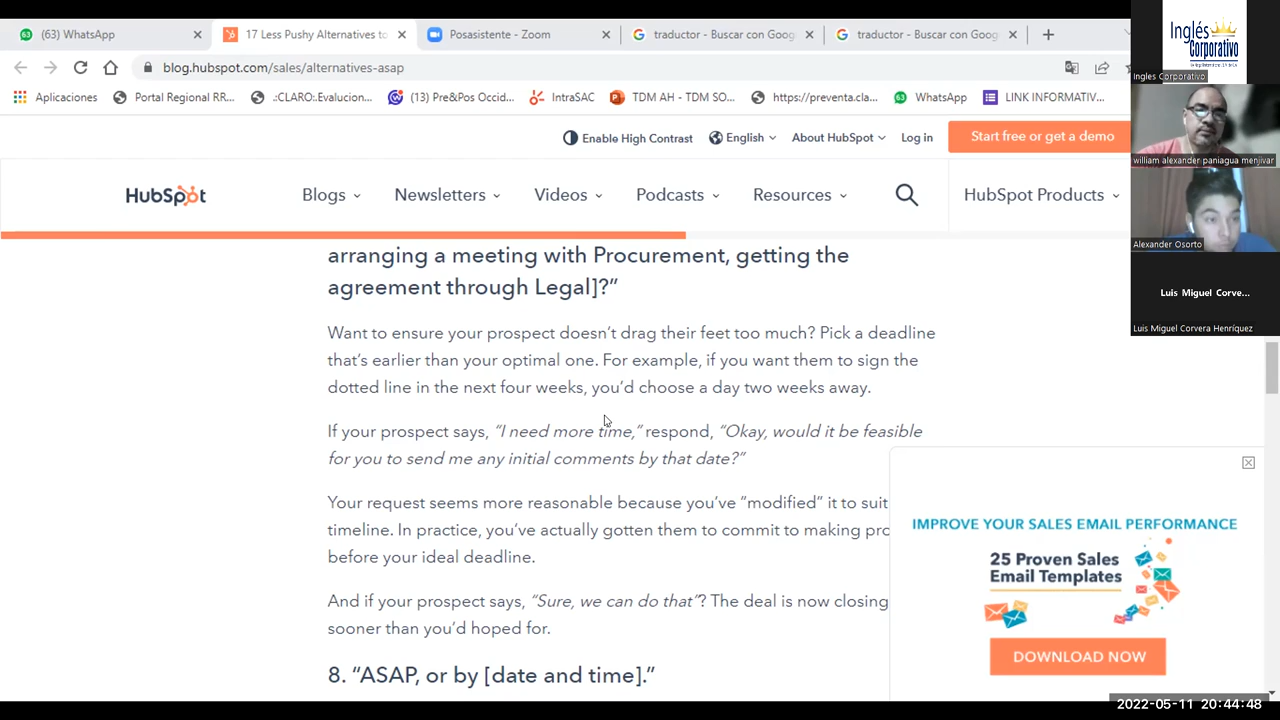 (63) WhatsApp
17 Less Pushy Alternatives to
Posasistente - Zoom
traductor - Buscar con Goog
traductor - Buscar con Goog
blog.hubspot.com/sales/alternatives-asap
Aplicaciones
Portal Regional RR...
.:CLARO:.Evalucion...
(13) Pre&Pos Occid...
IntraSAC
TDM AH - TDM SO...
https://preventa.cla...
WhatsApp
LINK INFORMATIV...
Enable High Contrast
English
About HubSpot
Log in
Start free or get a demo
HubSpot
Blogs
Newsletters
Videos
Podcasts
Resources
HubSpot Products
arranging a meeting with Procurement, getting the
agreement through Legal]?”
Want to ensure your prospect doesn’t drag their feet too much? Pick a deadline
that’s earlier than your optimal one. For example, if you want them to sign the
dotted line in the next four weeks, you’d choose a day two weeks away.
If your prospect says, “I need more time,” respond, “Okay, would it be feasible
for you to send me any initial comments by that date?”
Your request seems more reasonable because you’ve “modified” it to suit
timeline. In practice, you’ve actually gotten them to commit to making pro
before your ideal deadline.
And if your prospect says, “Sure, we can do that”? The deal is now closing
sooner than you’d hoped for.
8. “ASAP, or by [date and time].”
IMPROVE YOUR SALES EMAIL PERFORMANCE
25 Proven Sales
Email Templates
DOWNLOAD NOW
Inglés
Corporativo
Ingles Corporativo
william alexander paniagua menjivar
Alexander Osorto
Luis Miguel Corve...
Luis Miguel Corvera Henríquez
2022-05-11 20:44:48